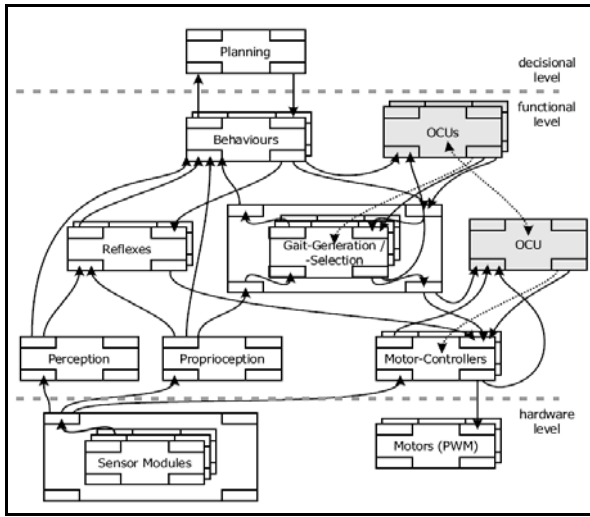 Planning
decisional
level
functional
level
Behaviours
OCUs
Reflexes
Gait-Generation /
-Selection
OCU
Perception
Proprioception
Motor-Controllers
hardware
level
Sensor Modules
Motors (PWM)